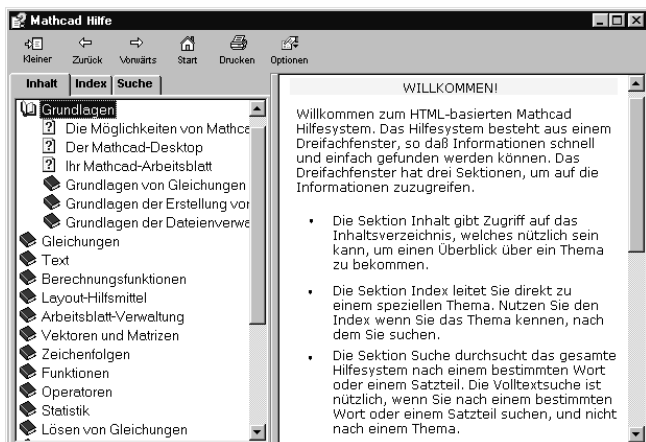 Mathcad Hilfe
Kleiner Zurück Vorwärts Start Drucken Optionen
Inhalt Index Suche
Grundlagen
Die Möglichkeiten von Mathca
Der Mathcad-Desktop
Ihr Mathcad-Arbeitsblatt
Grundlagen von Gleichungen
Grundlagen der Erstellung vor
Grundlagen der Dateienverwa
Gleichungen
Text
Berechnungsfunktionen
Layout-Hilfsmittel
Arbeitsblatt-Verwaltung
Vektoren und Matrizen
Zeichenfolgen
Funktionen
Operatoren
Statistik
Lösen von Gleichungen
WILLKOMMEN!
Willkommen zum HTML-basierten Mathcad
Hilfesystem. Das Hilfesystem besteht aus einem
Dreifachfenster, so daß Informationen schnell
und einfach gefunden werden können. Das
Dreifachfenster hat drei Sektionen, um auf die
Informationen zuzugreifen.
• Die Sektion Inhalt gibt Zugriff auf das
Inhaltsverzeichnis, welches nützlich sein
kann, um einen Überblick über ein Thema
zu bekommen.
• Die Sektion Index leitet Sie direkt zu
einem speziellen Thema. Nutzen Sie den
Index wenn Sie das Thema kennen, nach
dem Sie suchen.
• Die Sektion Suche durchsucht das gesamte
Hilfesystem nach einem bestimmten Wort
oder einem Satzteil. Die Volltextsuche ist
nützlich, wenn Sie nach einem bestimmten
Wort oder einem Satzteil suchen, und nicht
nach einem Thema.